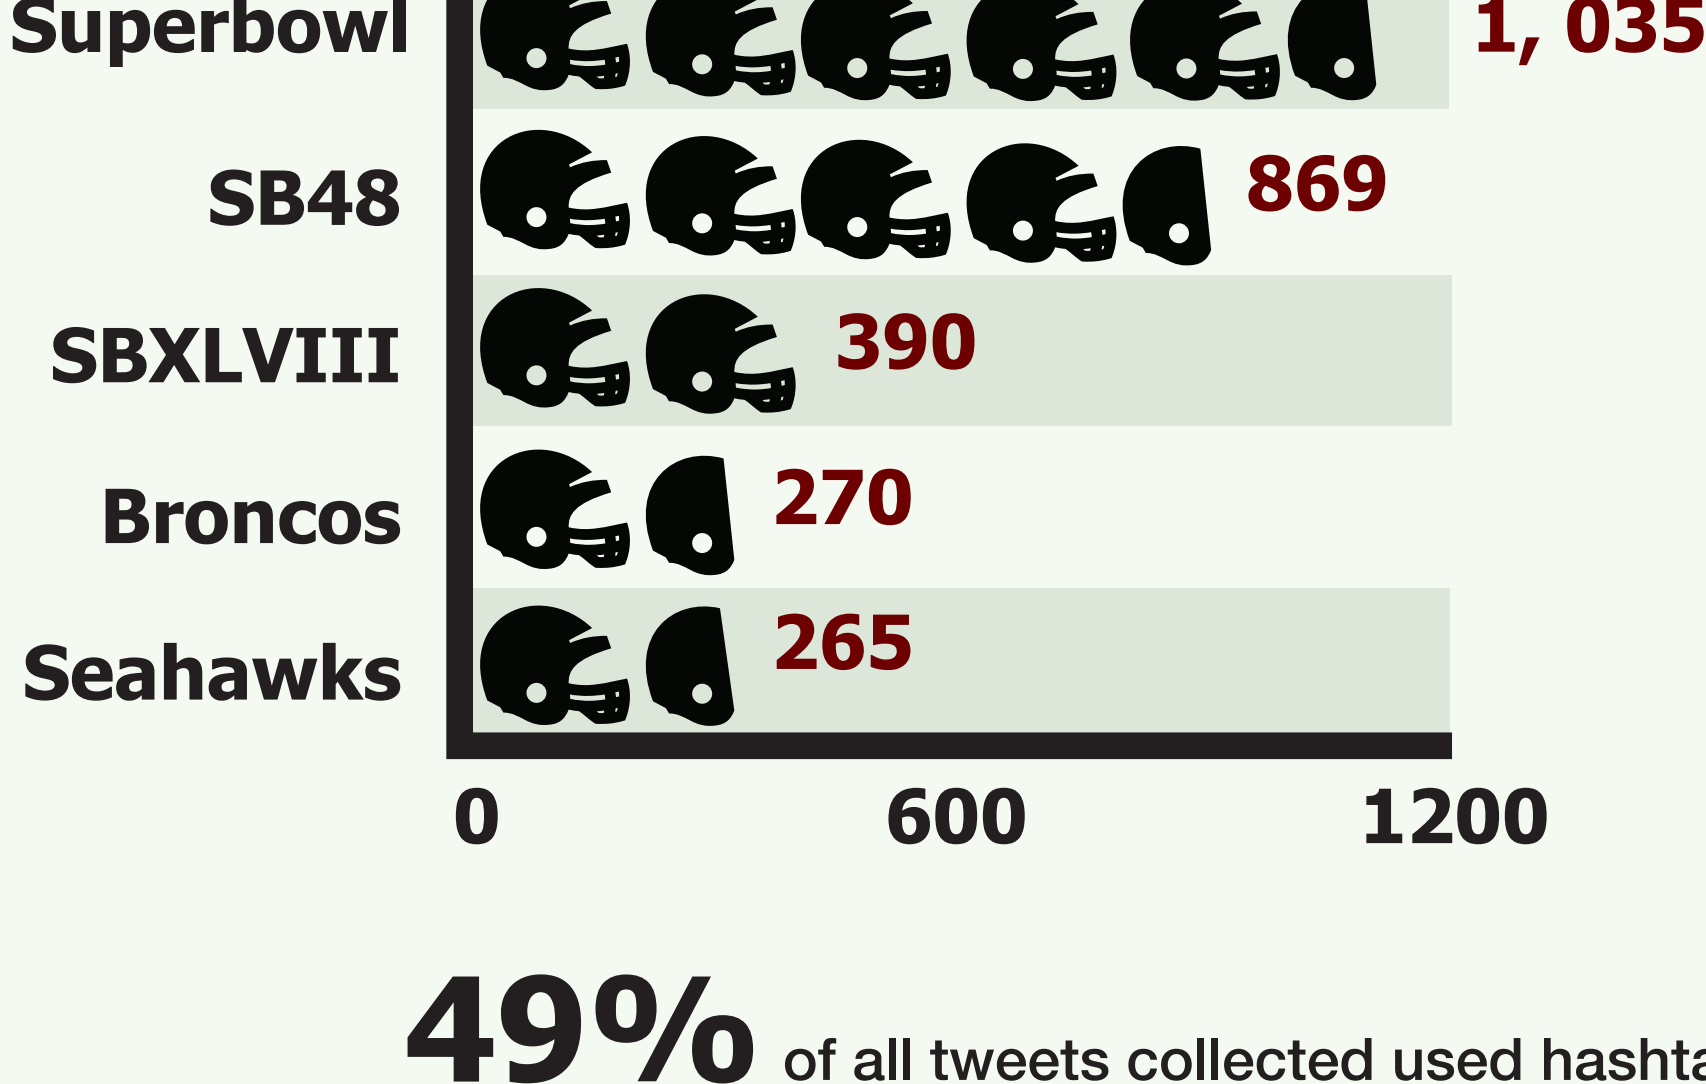 Superbowl 1, 035
SB48 869
SBXLVIII 390
Broncos 270
Seahawks 265
0 600 1200
49% of all tweets collected used